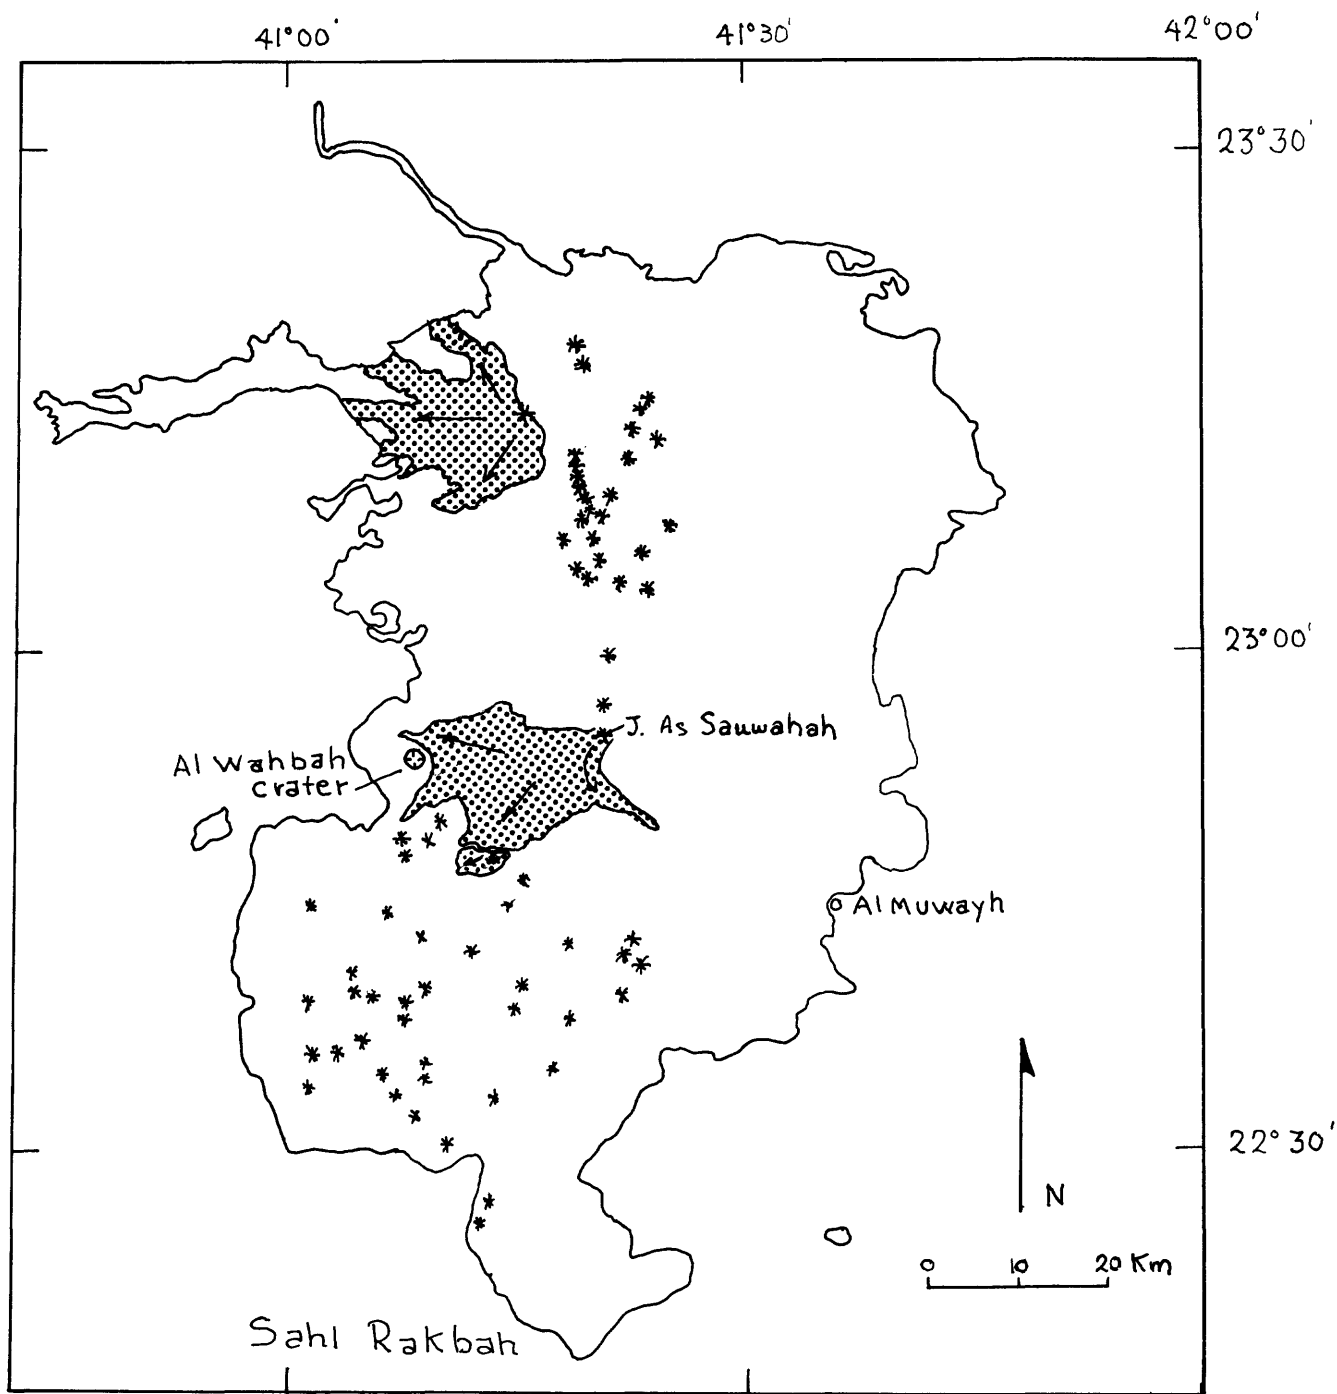 41°00'
41°30'
42°00'
23°30'
23°00'
J. As Sauwahah
Al Wahbah
crater
Al Muwayh
22°30'
N
0 10 20 Km
Sahl Rakbah